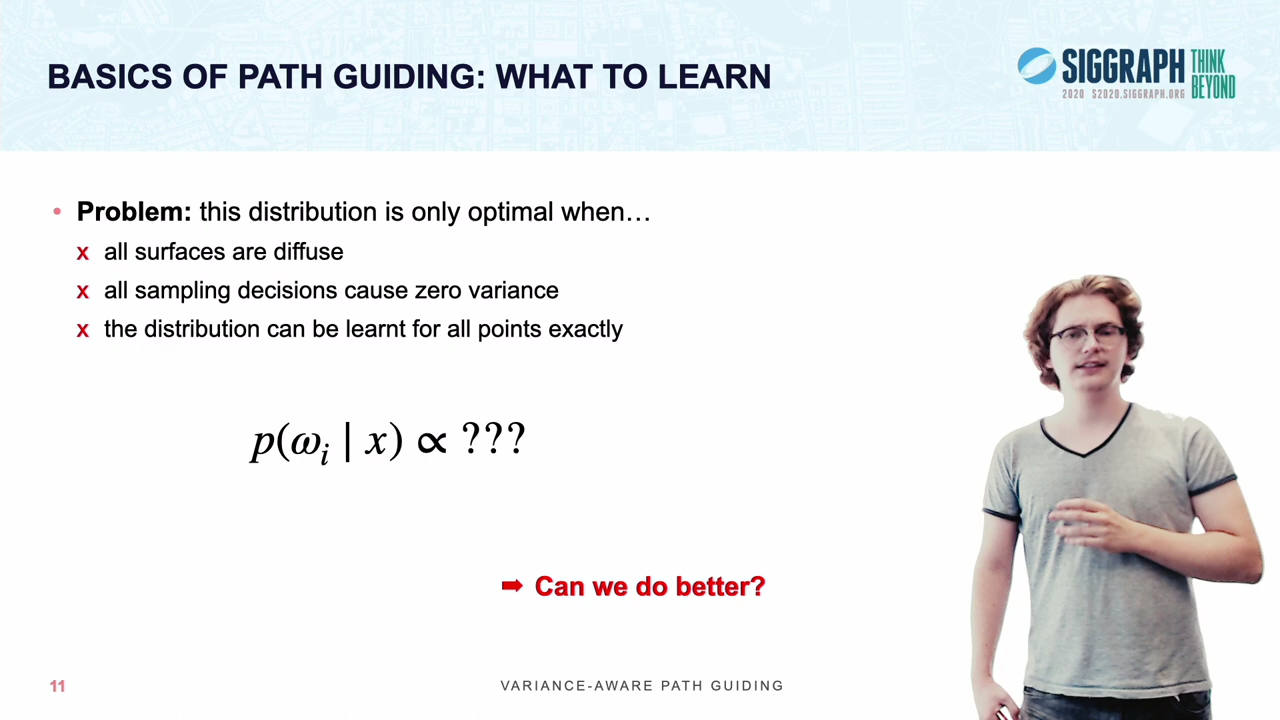 BASICS OF PATH GUIDING: WHAT TO LEARN
SIGGRAPH THINK BEYOND
2020 S2020.SIGGRAPH.ORG
• Problem: this distribution is only optimal when…
x all surfaces are diffuse
x all sampling decisions cause zero variance
x the distribution can be learnt for all points exactly
p(ωᵢ | x) ∝ ???
➡ Can we do better?
11
VARIANCE-AWARE PATH GUIDING